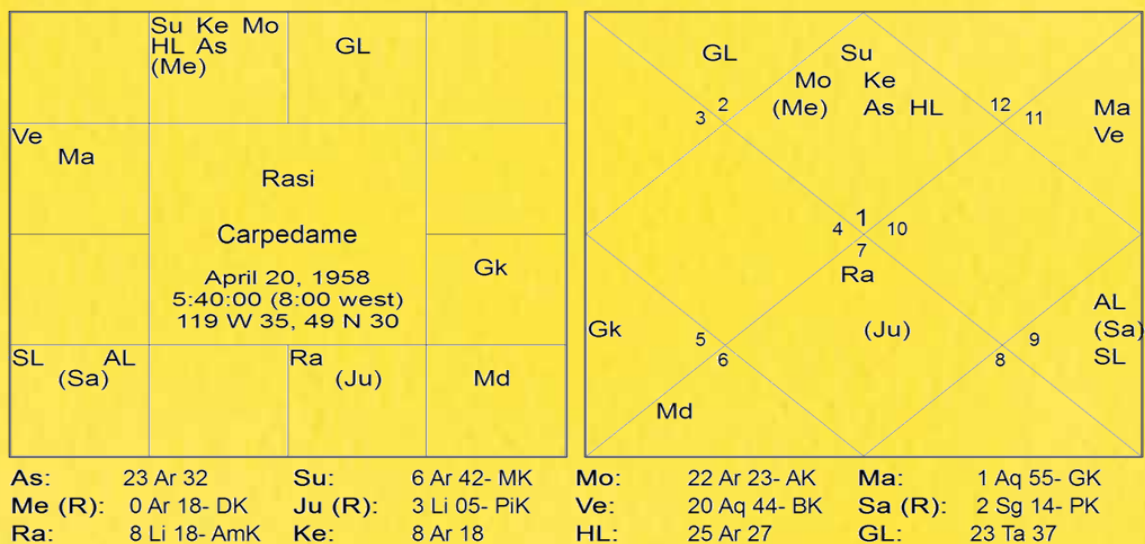 Su Ke Mo
HL As
(Me)
GL
Ve
Ma
Rasi
Carpedame
April 20, 1958
5:40:00 (8:00 west)
119 W 35, 49 N 30
Gk
SL AL
(Sa)
Ra
(Ju)
Md
GL
Su
Mo Ke
(Me) As HL
2
3
12
11
Ma
Ve
1
4 10
7
Ra
(Ju)
Gk
5
6
9
8
AL
(Sa)
SL
Md
As: 23 Ar 32 Su: 6 Ar 42- MK Mo: 22 Ar 23- AK Ma: 1 Aq 55- GK
Me (R): 0 Ar 18- DK Ju (R): 3 Li 05- PiK Ve: 20 Aq 44- BK Sa (R): 2 Sg 14- PK
Ra: 8 Li 18- AmK Ke: 8 Ar 18 HL: 25 Ar 27 GL: 23 Ta 37